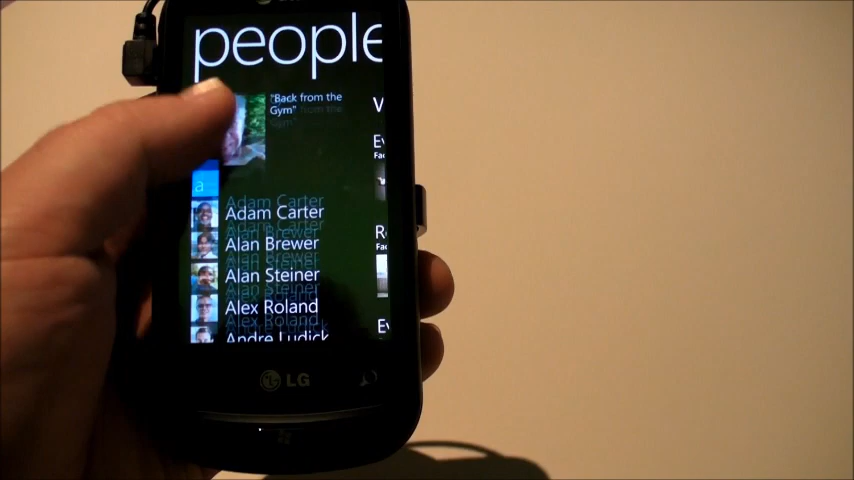 people
"Back from the
Gym"
a
Adam Carter
Alan Brewer
Alan Steiner
Alex Roland
Andre Ludick
LG